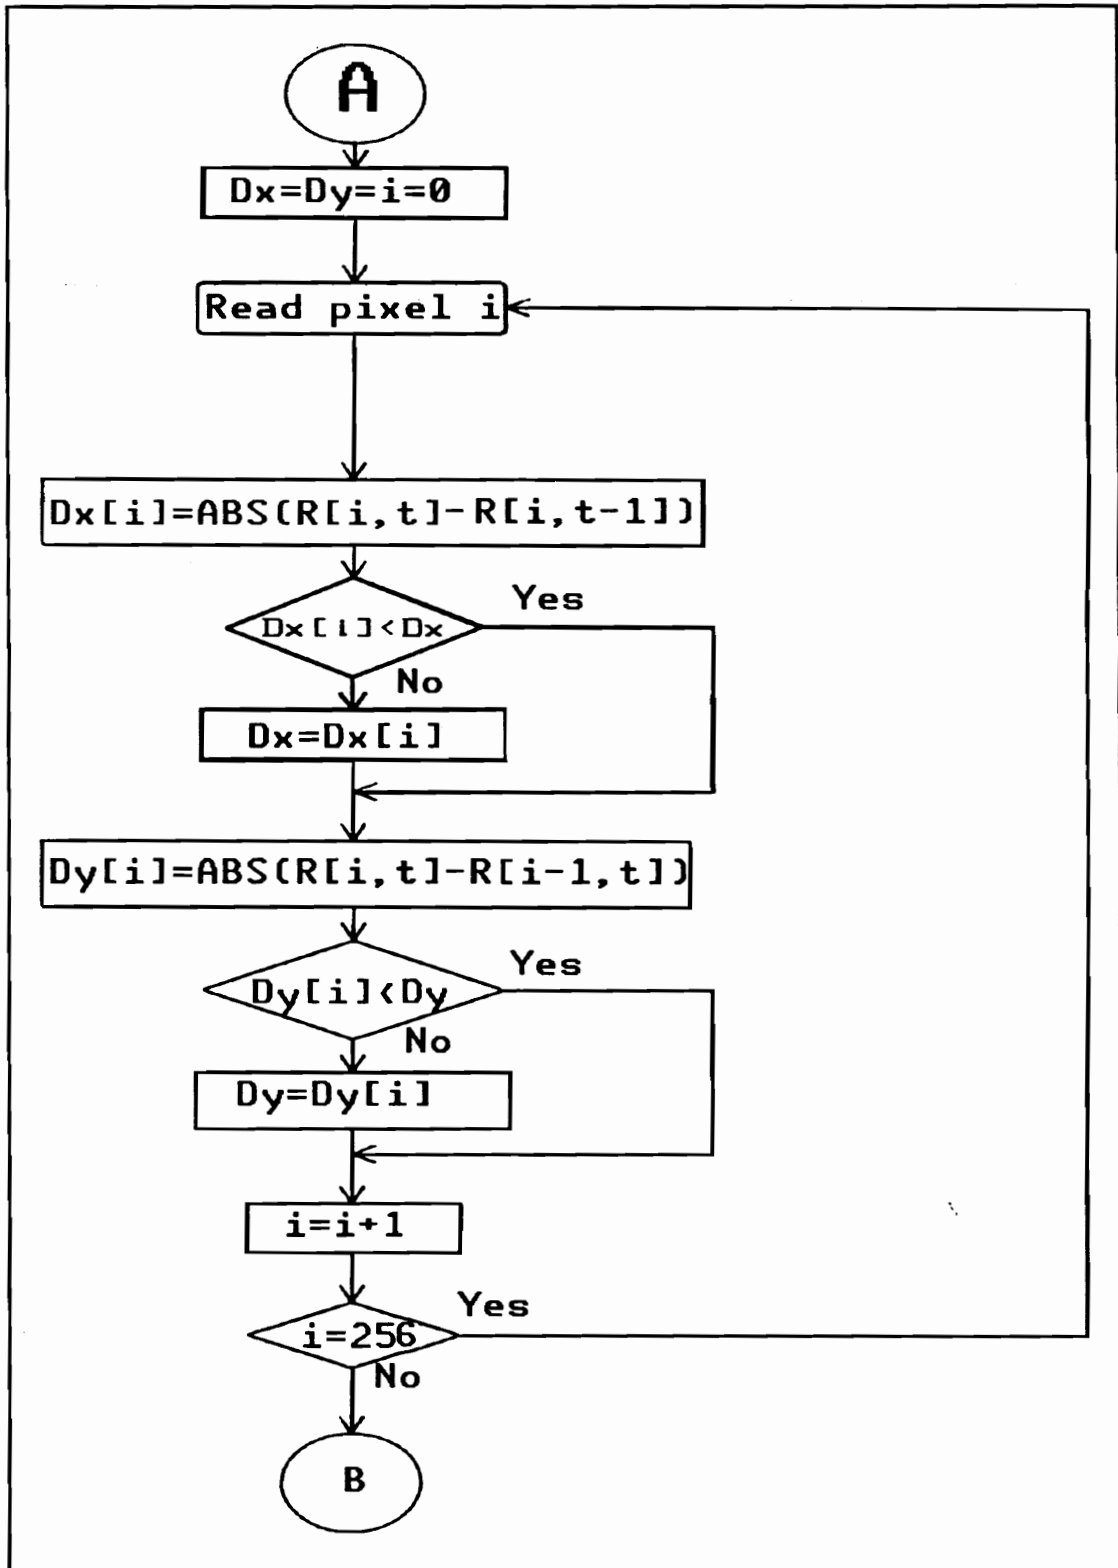 A
Dx=Dy=i=0
Read pixel i
Dx[i]=ABS(R[i,t]-R[i,t-1])
Yes
Dx[i]<Dx
No
Dx=Dx[i]
Dy[i]=ABS(R[i,t]-R[i-1,t])
Yes
Dy[i]<Dy
No
Dy=Dy[i]
i=i+1
Yes
i=256
No
B